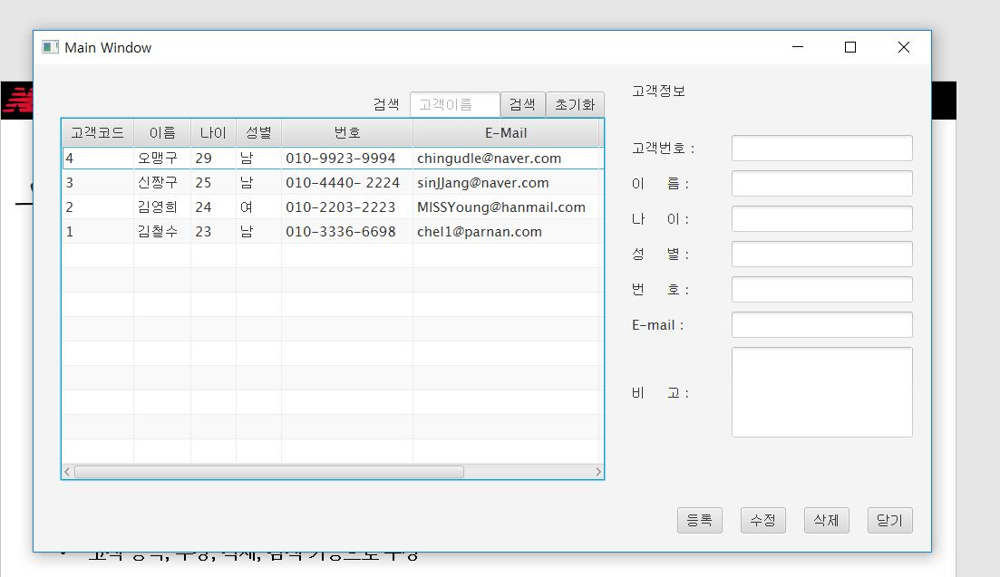 Main Window
고객정보
검색 고객이름 검색 초기화
고객코드 이름 나이 성별 번호 E-Mail
4 오맹구 29 남 010-9923-9994 chingudle@naver.com
3 신짱구 25 남 010-4440- 2224 sinJJang@naver.com
2 김영희 24 여 010-2203-2223 MISSYoung@hanmail.com
1 김철수 23 남 010-3336-6698 chel1@parnan.com
고객번호 :
이 름 :
나 이 :
성 별 :
번 호 :
E-mail :
비 고 :
등록 수정 삭제 닫기